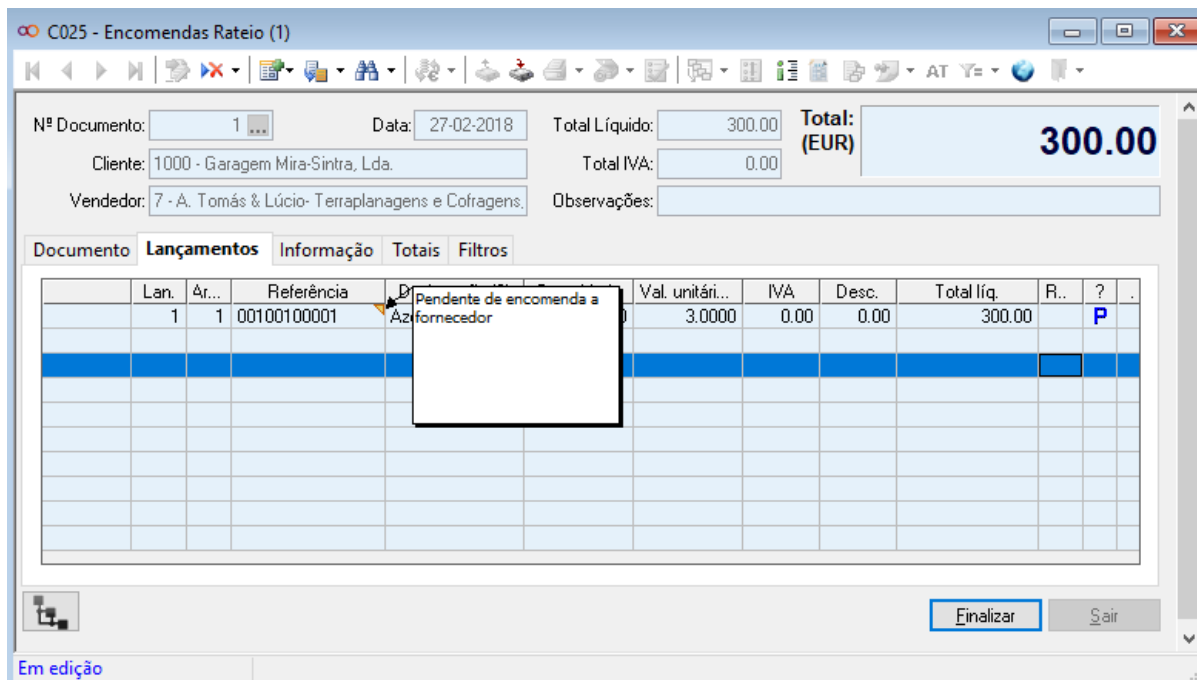 C025 - Encomendas Rateio (1)
AT
Nº Documento: 1 ... Data: 27-02-2018 Total Líquido: 300.00 Total: (EUR) 300.00
Cliente: 1000 - Garagem Mira-Sintra, Lda. Total IVA: 0.00
Vendedor: 7 - A. Tomás & Lúcio- Terraplanagens e Cofragens, Observações:
Documento Lançamentos Informação Totais Filtros
Lan. Ar... Referência Val. unitári... IVA Desc. Total líq. R.. ? .
1 1 00100100001 3.0000 0.00 0.00 300.00 P
Pendente de encomenda a
fornecedor
Finalizar Sair
Em edição